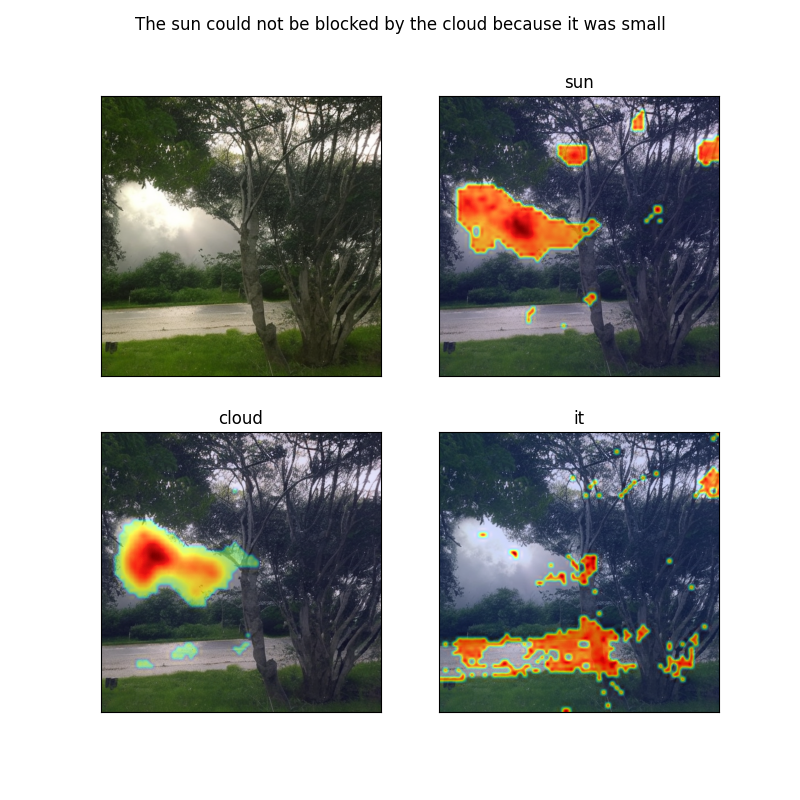 The sun could not be blocked by the cloud because it was small
sun
cloud
it